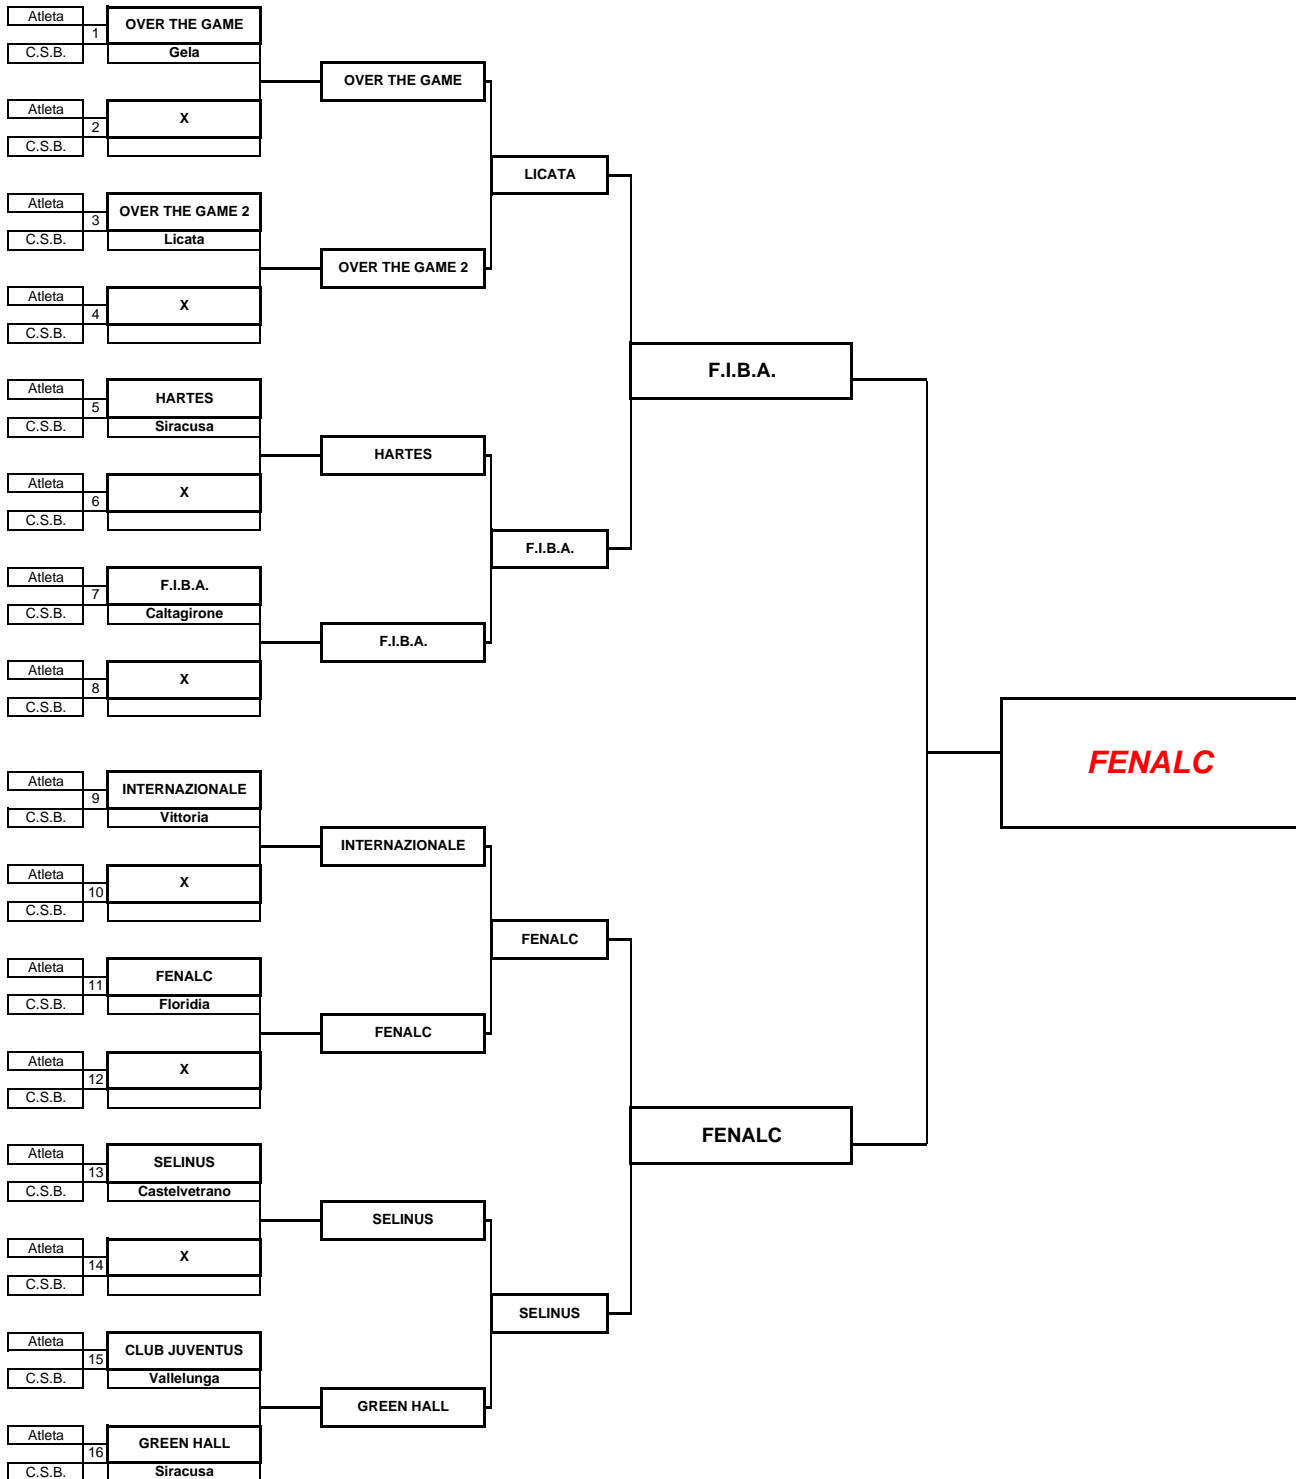 Atleta
1
OVER THE GAME
C.S.B.
Gela
OVER THE GAME
Atleta
2
X
C.S.B.
LICATA
Atleta
3
OVER THE GAME 2
C.S.B.
Licata
OVER THE GAME 2
Atleta
4
X
C.S.B.
F.I.B.A.
Atleta
5
HARTES
C.S.B.
Siracusa
HARTES
Atleta
6
X
C.S.B.
F.I.B.A.
Atleta
7
F.I.B.A.
C.S.B.
Caltagirone
F.I.B.A.
Atleta
8
X
C.S.B.
FENALC
Atleta
9
INTERNAZIONALE
C.S.B.
Vittoria
INTERNAZIONALE
Atleta
10
X
C.S.B.
FENALC
Atleta
11
FENALC
C.S.B.
Floridia
FENALC
Atleta
12
X
C.S.B.
FENALC
Atleta
13
SELINUS
C.S.B.
Castelvetrano
SELINUS
Atleta
14
X
C.S.B.
SELINUS
Atleta
15
CLUB JUVENTUS
C.S.B.
Vallelunga
GREEN HALL
Atleta
16
GREEN HALL
C.S.B.
Siracusa